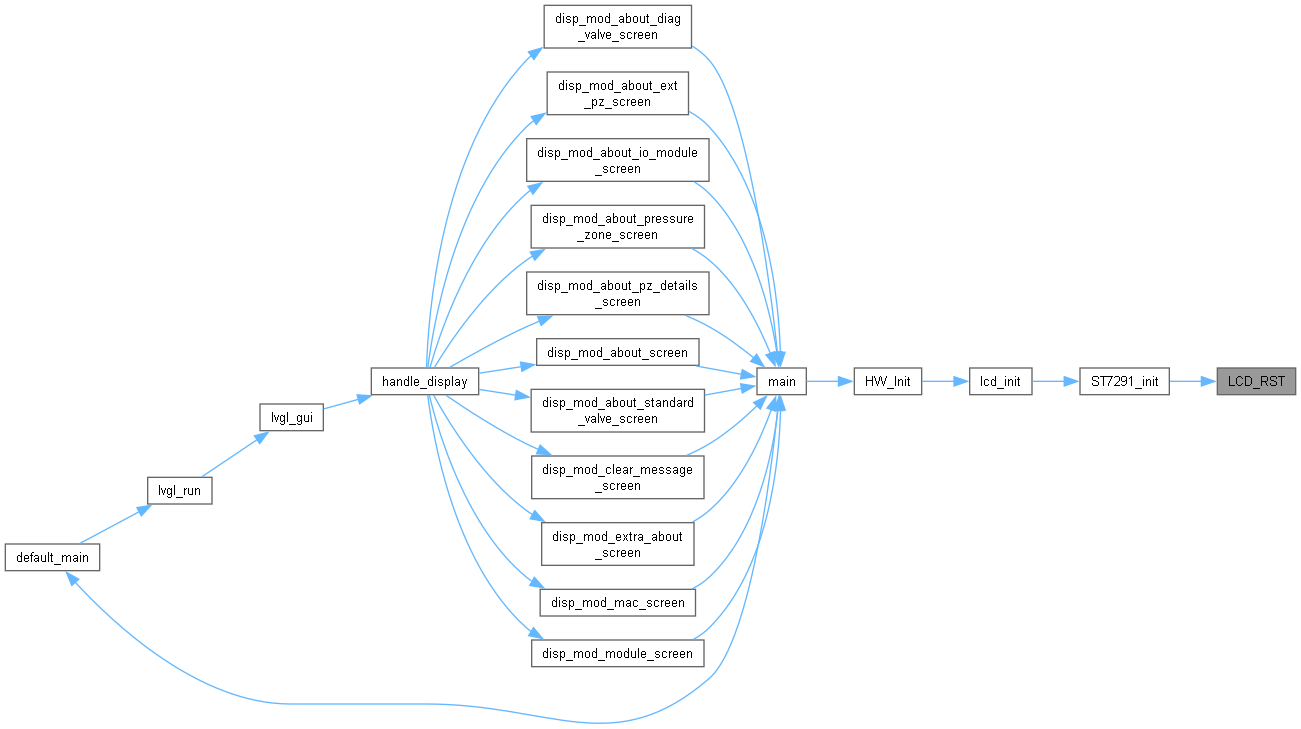 disp_mod_about_diag
_valve_screen
disp_mod_about_ext
_pz_screen
disp_mod_about_io_module
_screen
disp_mod_about_pressure
_zone_screen
disp_mod_about_pz_details
_screen
disp_mod_about_screen
handle_display
main
HW_Init
lcd_init
ST7291_init
LCD_RST
disp_mod_about_standard
_valve_screen
lvgl_gui
disp_mod_clear_message
_screen
lvgl_run
disp_mod_extra_about
_screen
default_main
disp_mod_mac_screen
disp_mod_module_screen